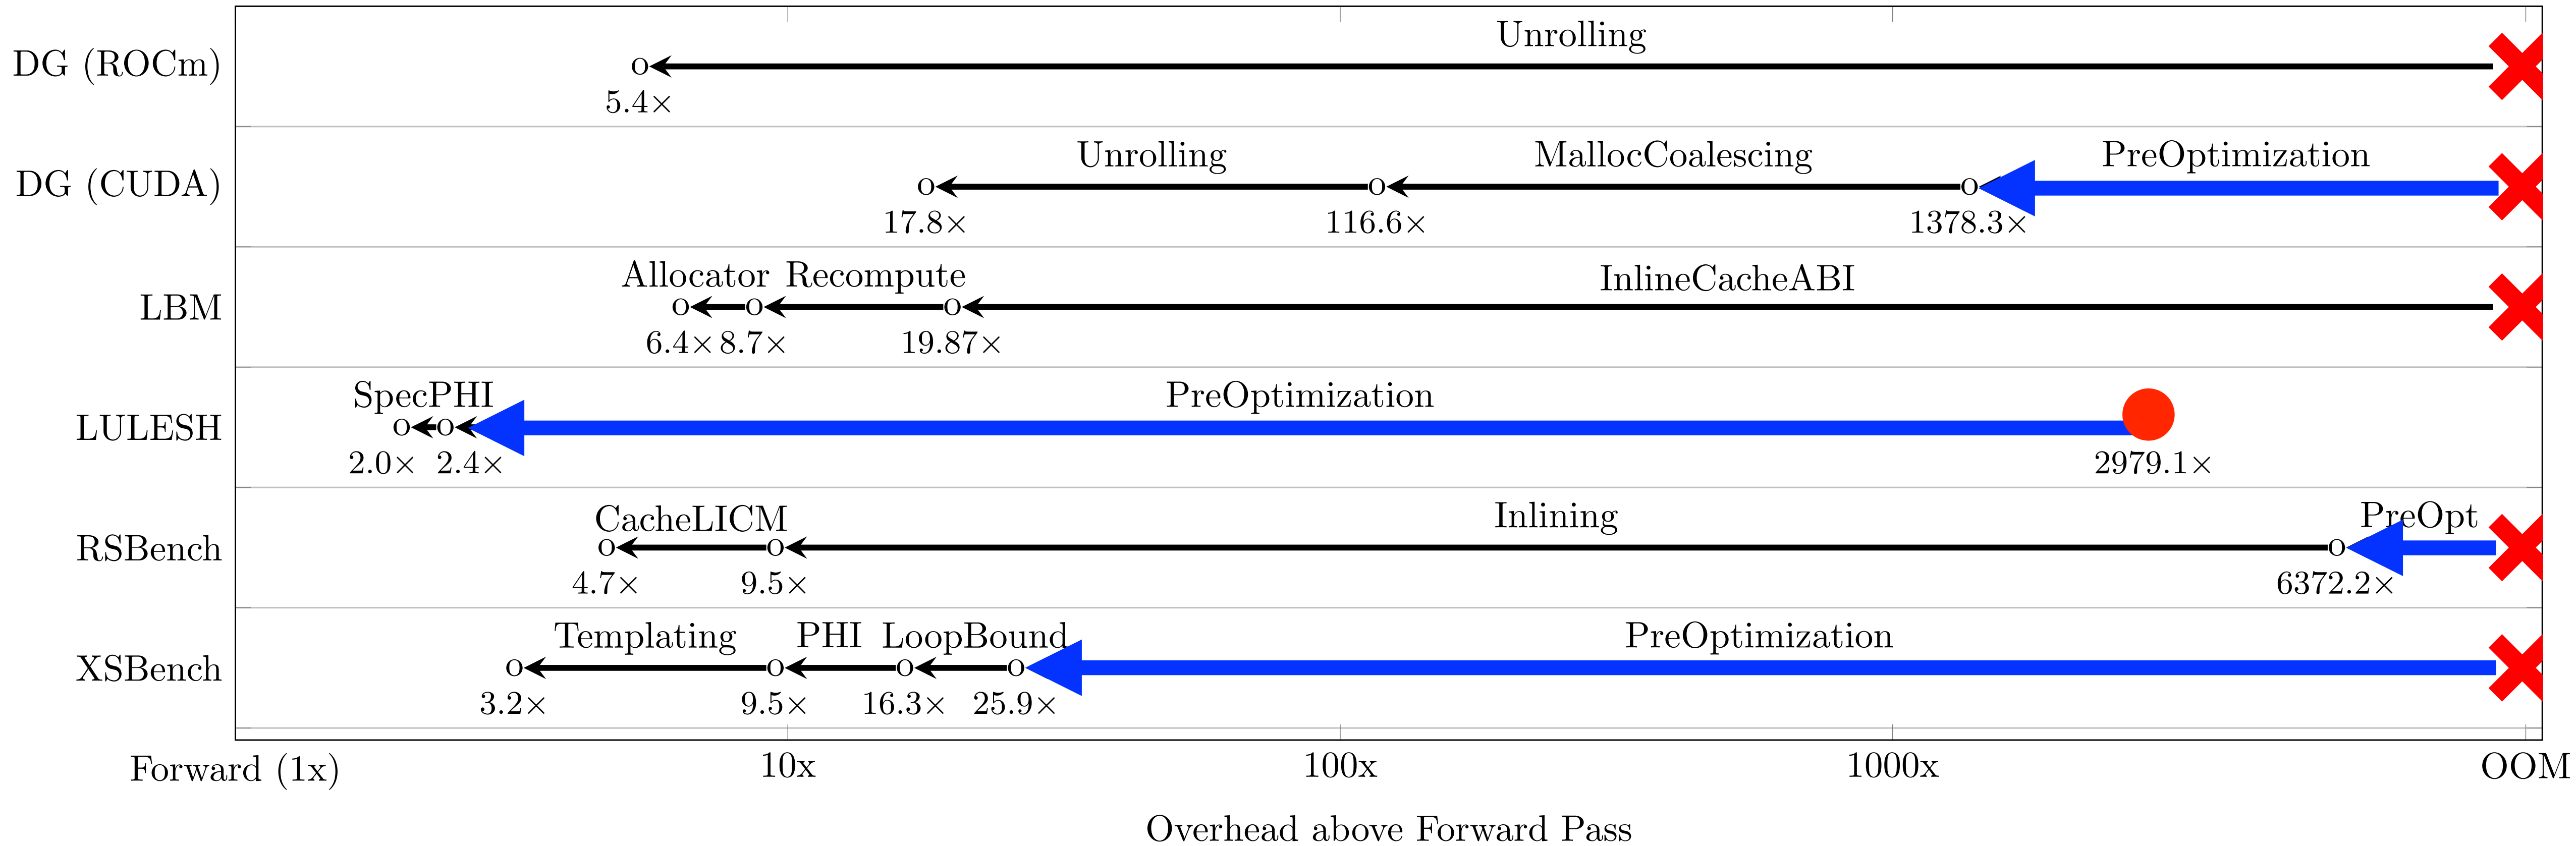 Unrolling
DG (ROCm)
5.4×
Unrolling MallocCoalescing PreOptimization
DG (CUDA)
17.8× 116.6× 1378.3×
Allocator Recompute InlineCacheABI
LBM
6.4× 8.7× 19.87×
SpecPHI PreOptimization
LULESH
2.0× 2.4× 2979.1×
CacheLICM Inlining PreOpt
RSBench
4.7× 9.5× 6372.2×
Templating PHI LoopBound PreOptimization
XSBench
3.2× 9.5× 16.3× 25.9×
Forward (1x) 10x 100x 1000x OOM
Overhead above Forward Pass